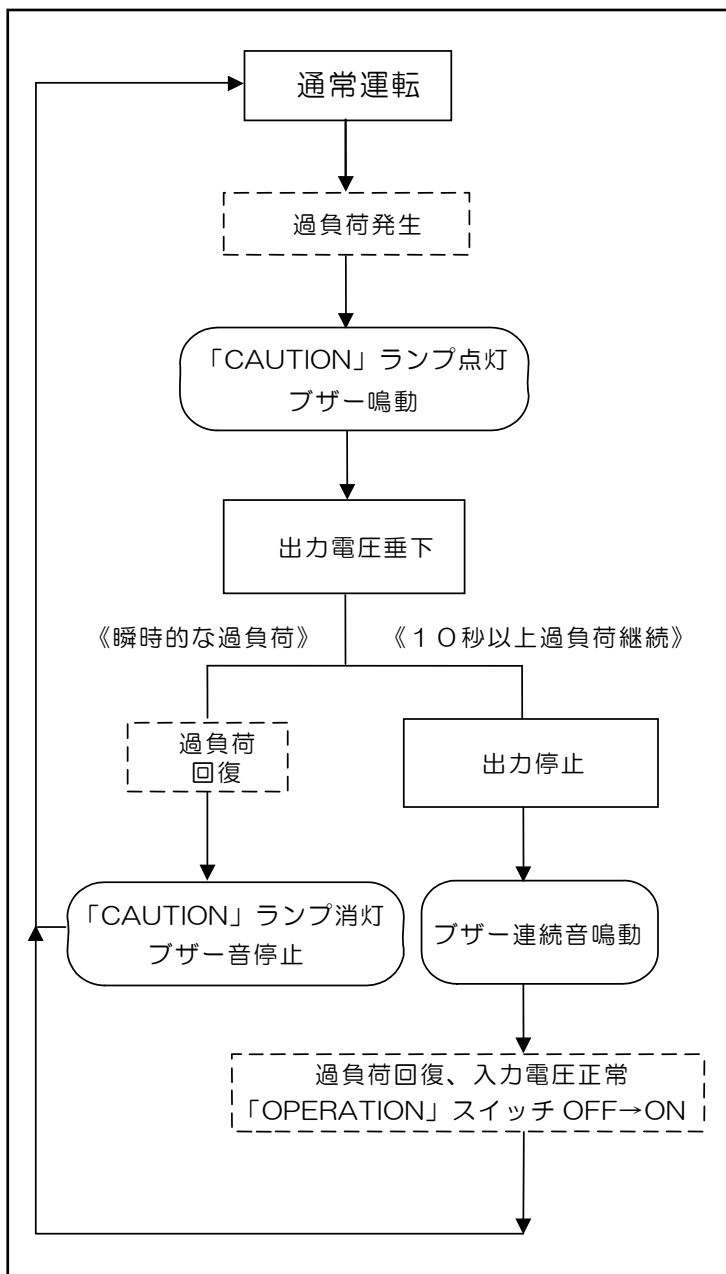 通常運転
過負荷発生
「CAUTION」ランプ点灯
ブザー鳴動
出力電圧垂下
《瞬時的な過負荷》
《１０秒以上過負荷継続》
過負荷
回復
出力停止
「CAUTION」ランプ消灯
ブザー音停止
ブザー連続音鳴動
過負荷回復、入力電圧正常
「OPERATION」スイッチ OFF→ON